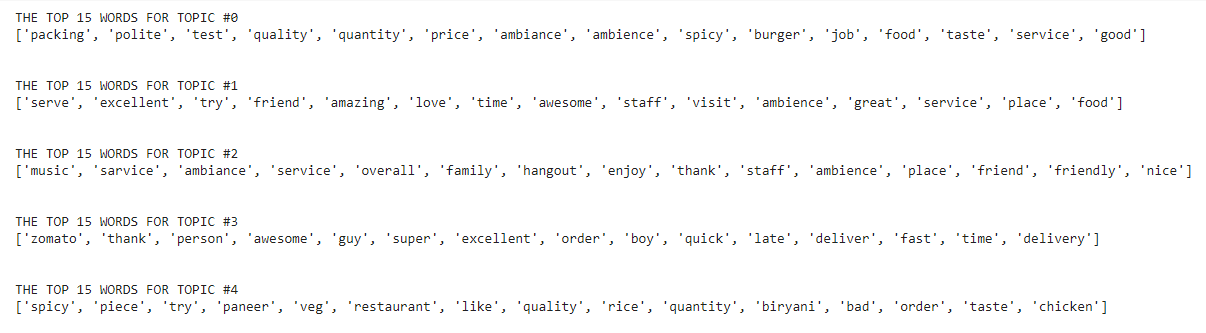 THE TOP 15 WORDS FOR TOPIC #0
['packing', 'polite', 'test', 'quality', 'quantity', 'price', 'ambiance', 'ambience', 'spicy', 'burger', 'job', 'food', 'taste', 'service', 'good']
THE TOP 15 WORDS FOR TOPIC #1
['serve', 'excellent', 'try', 'friend', 'amazing', 'love', 'time', 'awesome', 'staff', 'visit', 'ambience', 'great', 'service', 'place', 'food']
THE TOP 15 WORDS FOR TOPIC #2
['music', 'sarvice', 'ambiance', 'service', 'overall', 'family', 'hangout', 'enjoy', 'thank', 'staff', 'ambience', 'place', 'friend', 'friendly', 'nice']
THE TOP 15 WORDS FOR TOPIC #3
['zomato', 'thank', 'person', 'awesome', 'guy', 'super', 'excellent', 'order', 'boy', 'quick', 'late', 'deliver', 'fast', 'time', 'delivery']
THE TOP 15 WORDS FOR TOPIC #4
['spicy', 'piece', 'try', 'paneer', 'veg', 'restaurant', 'like', 'quality', 'rice', 'quantity', 'biryani', 'bad', 'order', 'taste', 'chicken']